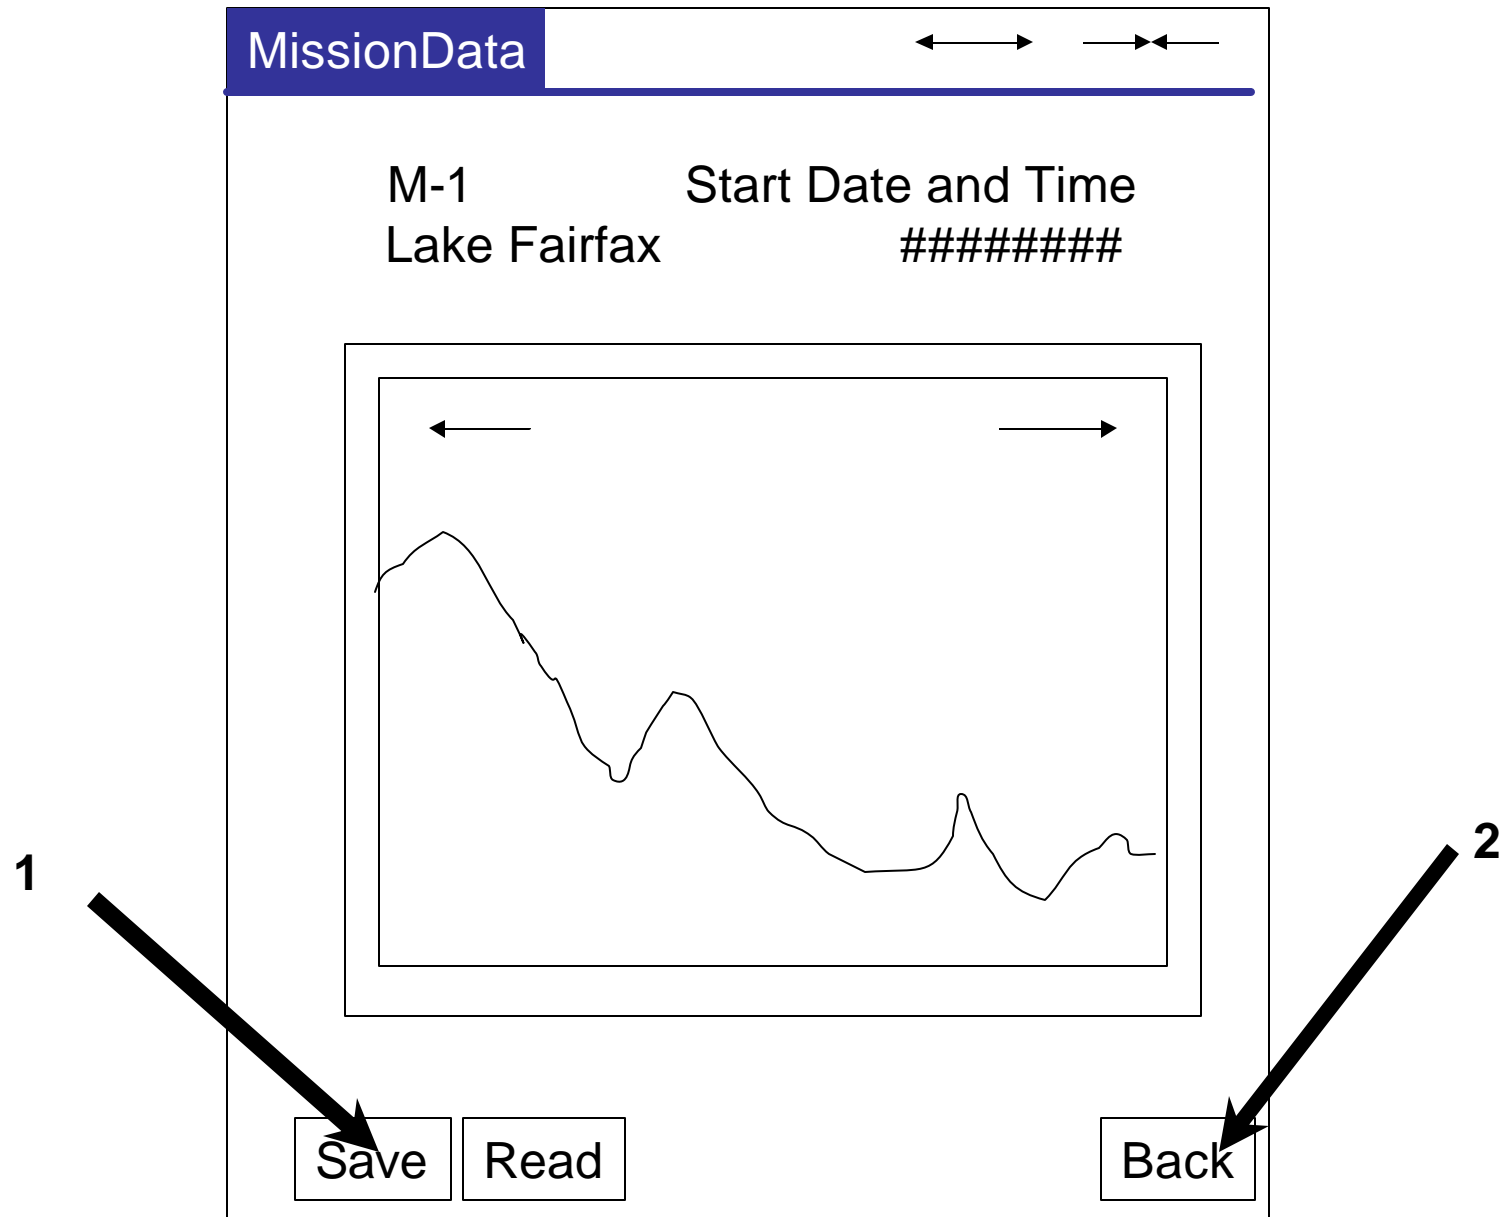 MissionData
M-1 Start Date and Time
Lake Fairfax ########
1
2
Save Read Back